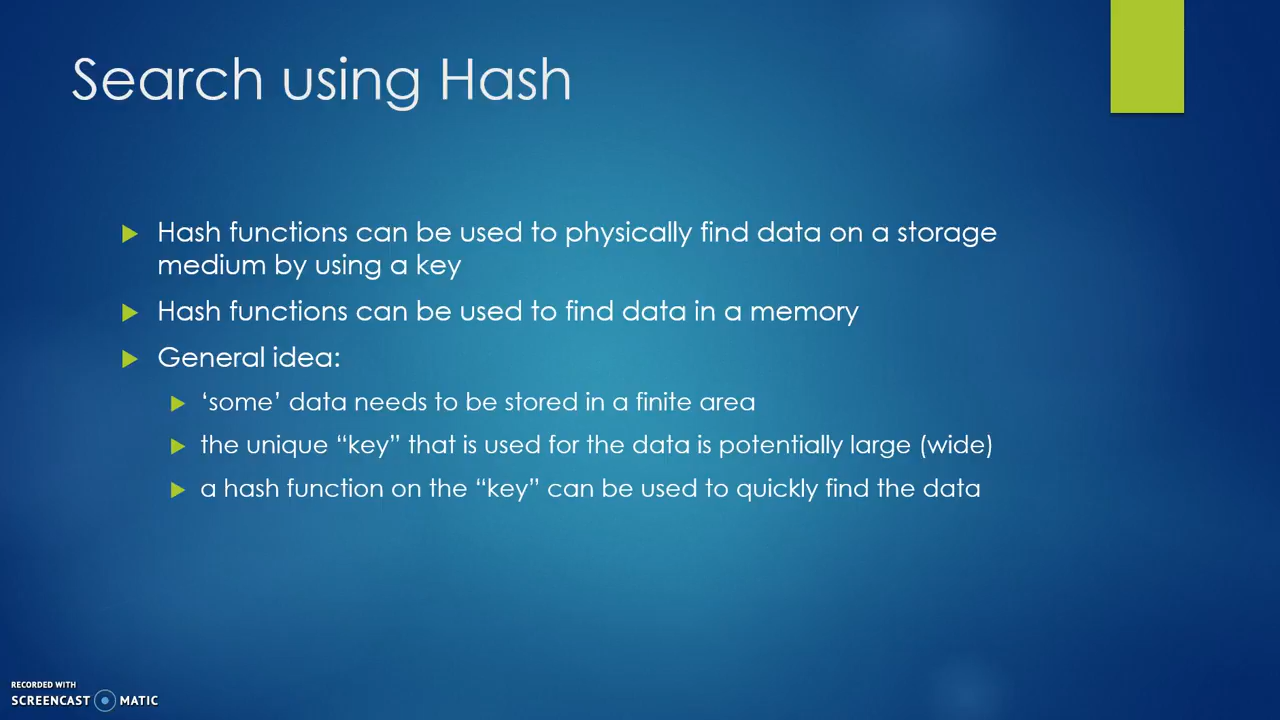 Search using Hash
Hash functions can be used to physically find data on a storage
medium by using a key
Hash functions can be used to find data in a memory
General idea:
‘some’ data needs to be stored in a finite area
the unique “key” that is used for the data is potentially large (wide)
a hash function on the “key” can be used to quickly find the data
RECORDED WITH
SCREENCAST MATIC